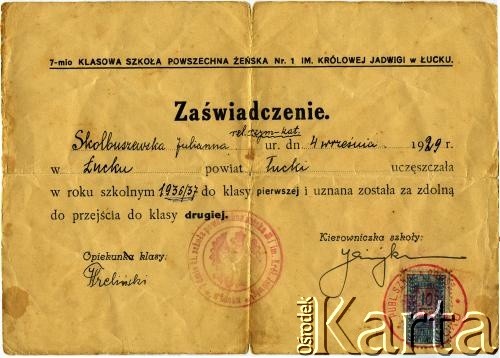 7-mio KLASOWA SZKOŁA POWSZECHNA ŻEŃSKA Nr. 1 IM. KRÓLOWEJ JADWIGI w ŁUCKU.
Zaświadczenie.
rel. rzym-kat.
Skolbuszewska Julianna ur. dn. 4 września 1929 r.
w Łucku powiat Łucki uczęszczała
w roku szkolnym 1936/37 do klasy pierwszej i uznana została za zdolną
do przejścia do klasy drugiej.
Opiekunka klasy:
Kierowniczka szkoły:
Ośrodek
Karta